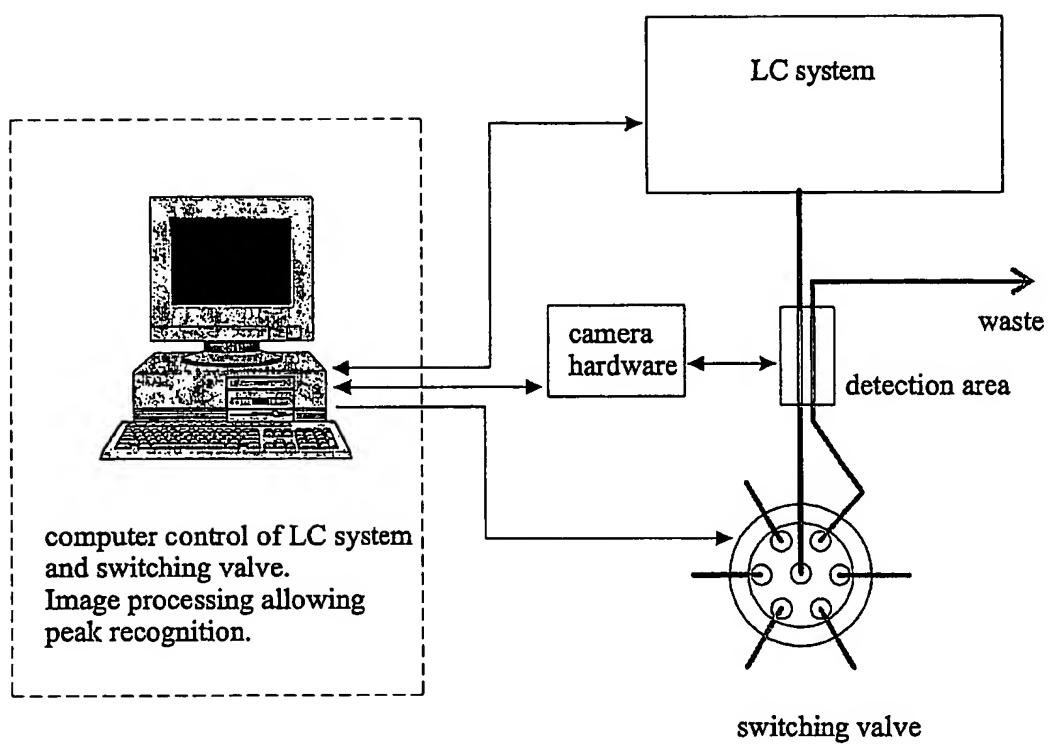 LC system
waste
camera
hardware
detection area
computer control of LC system
and switching valve.
Image processing allowing
peak recognition.
switching valve